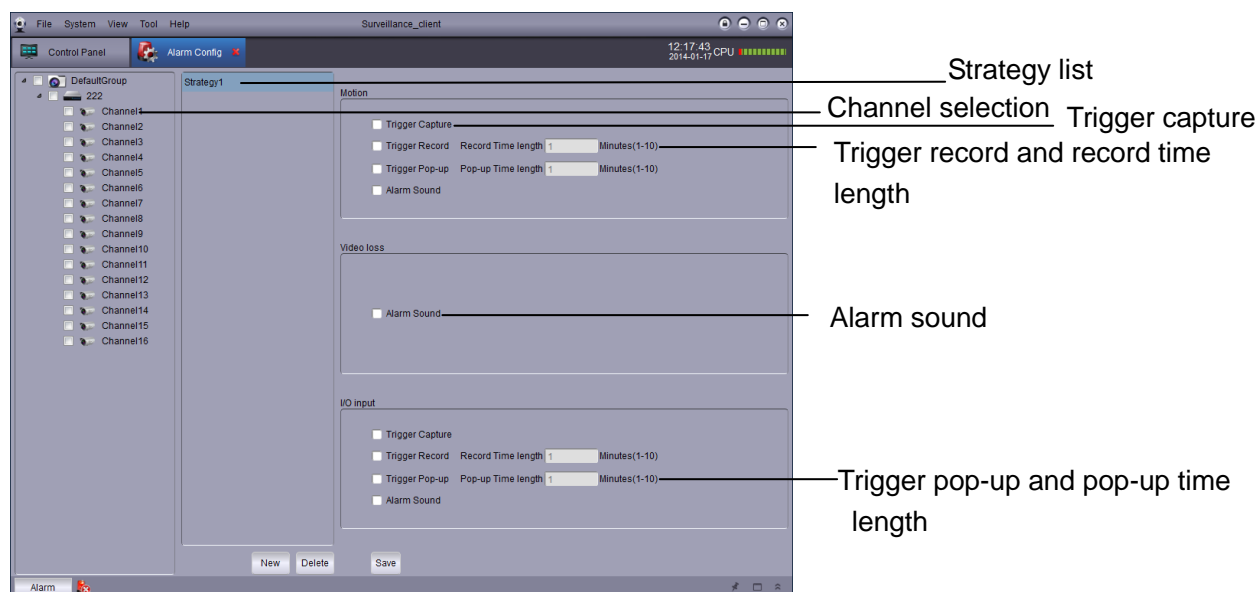 File System View Tool Help Surveillance_client
Control Panel Alarm Config 12:17:43 CPU
2014-01-17
DefaultGroup
222
Channel1
Channel2
Channel3
Channel4
Channel5
Channel6
Channel7
Channel8
Channel9
Channel10
Channel11
Channel12
Channel13
Channel14
Channel15
Channel16
Strategy1
Motion
Trigger Capture
Trigger Record Record Time length 1 Minutes(1-10)
Trigger Pop-up Pop-up Time length 1 Minutes(1-10)
Alarm Sound
Video loss
Alarm Sound
I/O input
Trigger Capture
Trigger Record Record Time length 1 Minutes(1-10)
Trigger Pop-up Pop-up Time length 1 Minutes(1-10)
Alarm Sound
New Delete Save
Alarm
Strategy list
Channel selection
Trigger capture
Trigger record and record time
length
Alarm sound
Trigger pop-up and pop-up time
length